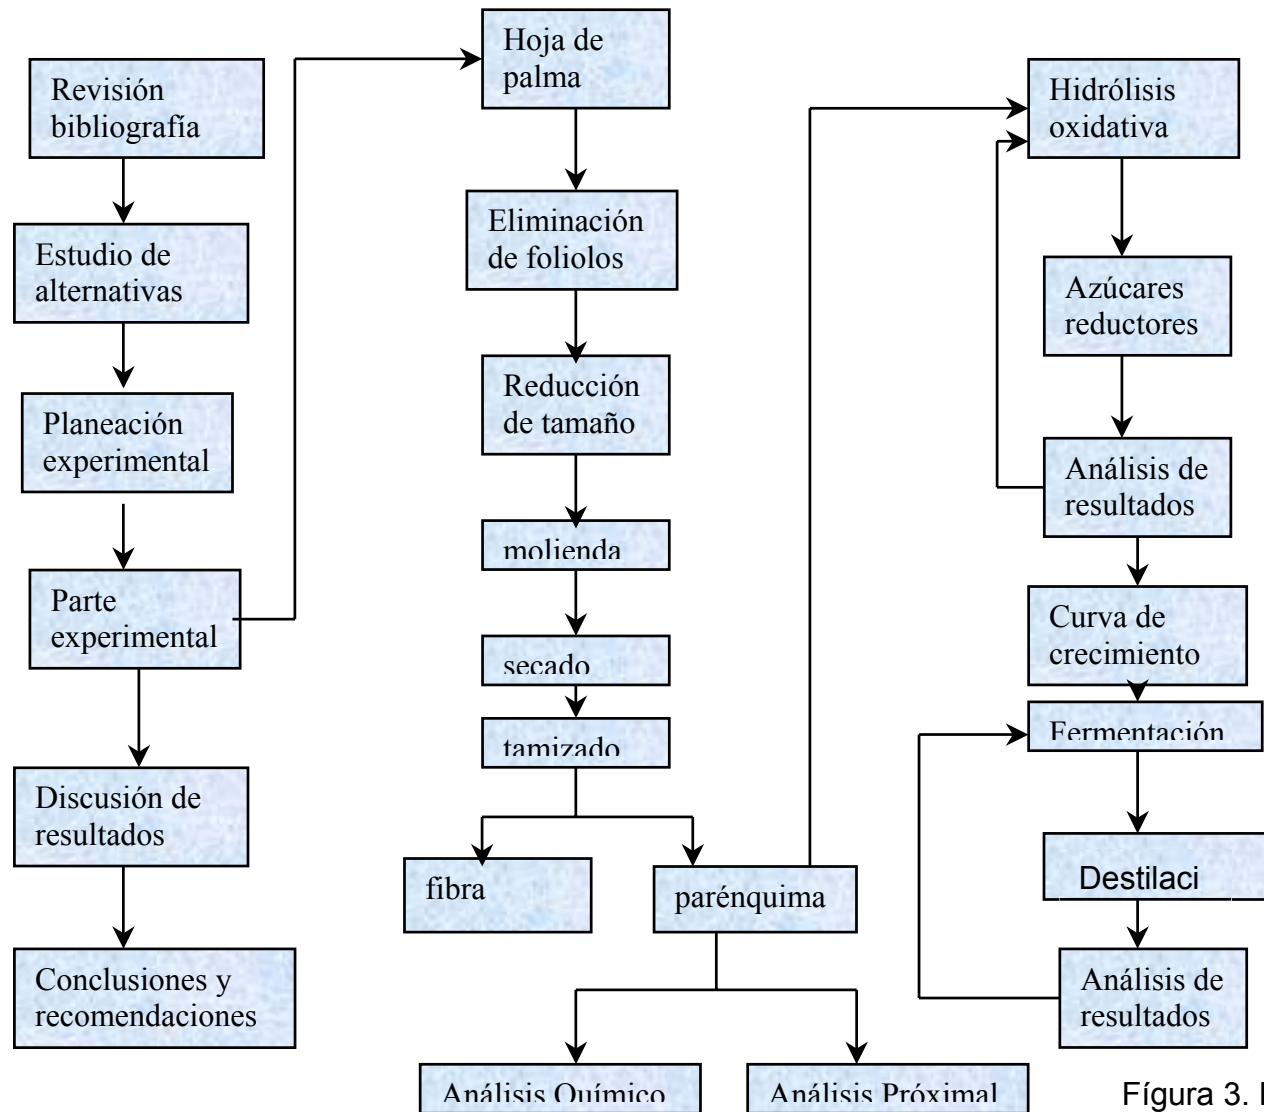 Revisión
bibliografía
Estudio de
alternativas
Planeación
experimental
Parte
experimental
Discusión de
resultados
Conclusiones y
recomendaciones
Hoja de
palma
Eliminación
de foliolos
Reducción
de tamaño
molienda
secado
tamizado
fibra
parénquima
Análisis Químico
Análisis Próximal
Hidrólisis
oxidativa
Azúcares
reductores
Análisis de
resultados
Curva de
crecimiento
Fermentación
Destilaci
Análisis de
resultados
Fígura 3.